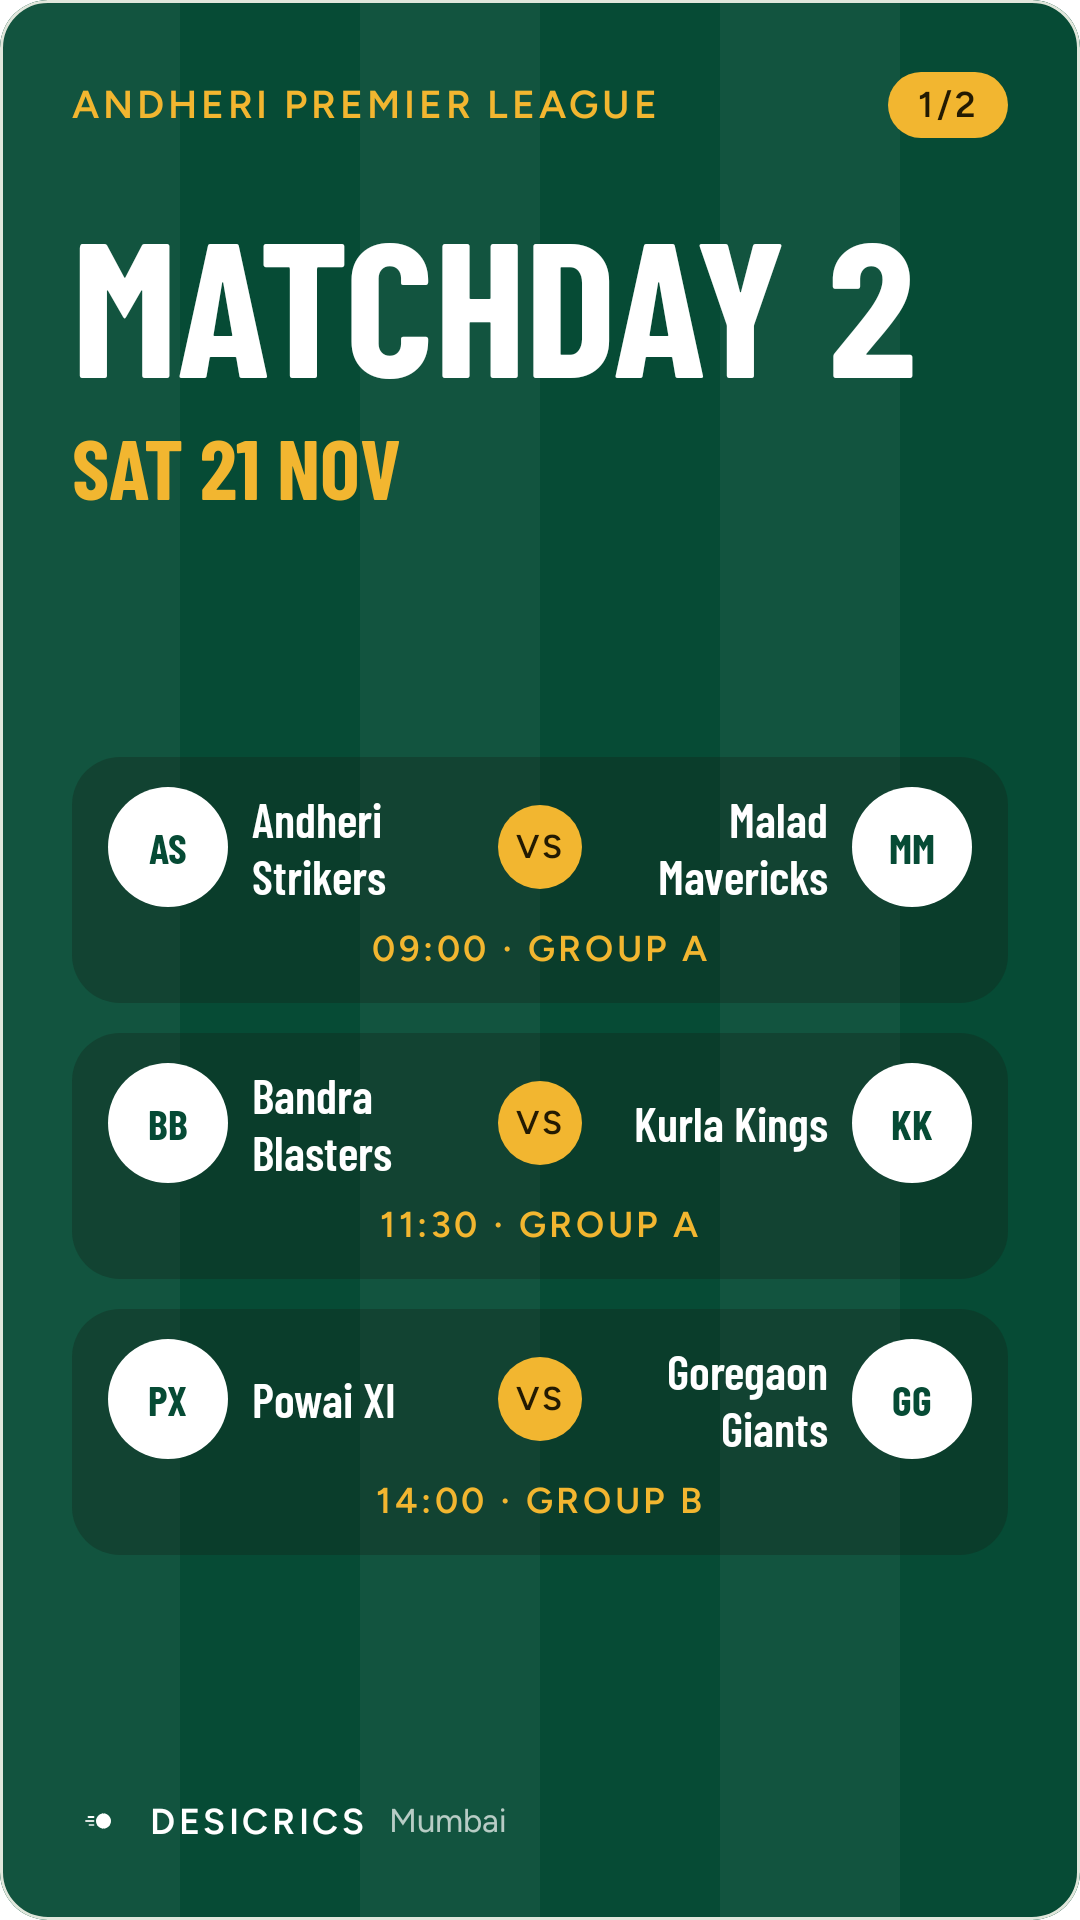 ANDHERI PREMIER LEAGUE
1/2
MATCHDAY 2
SAT 21 NOV
AS
Andheri
Strikers
VS
Malad
Mavericks
MM
09:00 · GROUP A
BB
Bandra
Blasters
VS
Kurla Kings
KK
11:30 · GROUP A
PX
Powai XI
VS
Goregaon
Giants
GG
14:00 · GROUP B
DESICRICS Mumbai